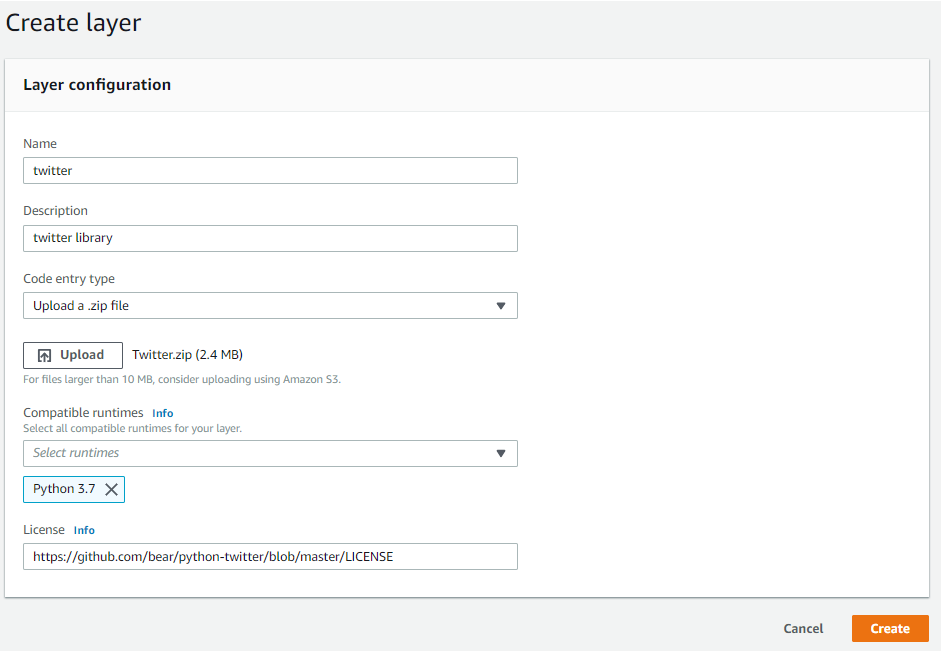 Create layer
Layer configuration
Name
twitter
Description
twitter library
Code entry type
Upload a .zip file
Upload Twitter.zip (2.4 MB)
For files larger than 10 MB, consider uploading using Amazon S3.
Compatible runtimes Info
Select all compatible runtimes for your layer.
Select runtimes
Python 3.7
License Info
https://github.com/bear/python-twitter/blob/master/LICENSE
Cancel Create